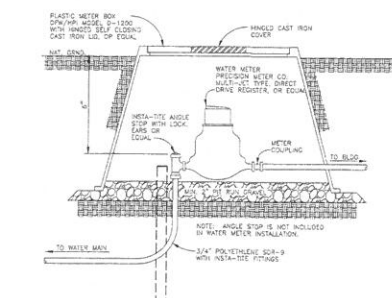 PLASTIC METER BOX
DFW/HPI MODEL D-1200
WITH HINGED SELF CLOSING
CAST IRON LID, OR EQUAL
HINGED CAST IRON
COVER
NAT. GRND.
WATER METER
PRECISION METER CO.
MULTI-JET TYPE, DIRECT
DRIVE REGISTER, OR EQUAL
INSTA-TITE ANGLE
STOP WITH LOCK
EARS OR
EQUAL
METER
COUPLING
TO BLDG
PIT RUN GRAVEL
NOTE: ANGLE STOP IS NOT INCLUDED
IN WATER METER INSTALLATION.
TO WATER MAIN
3/4" POLYETHYLENE SDR-9
WITH INSTA-TITE FITTINGS